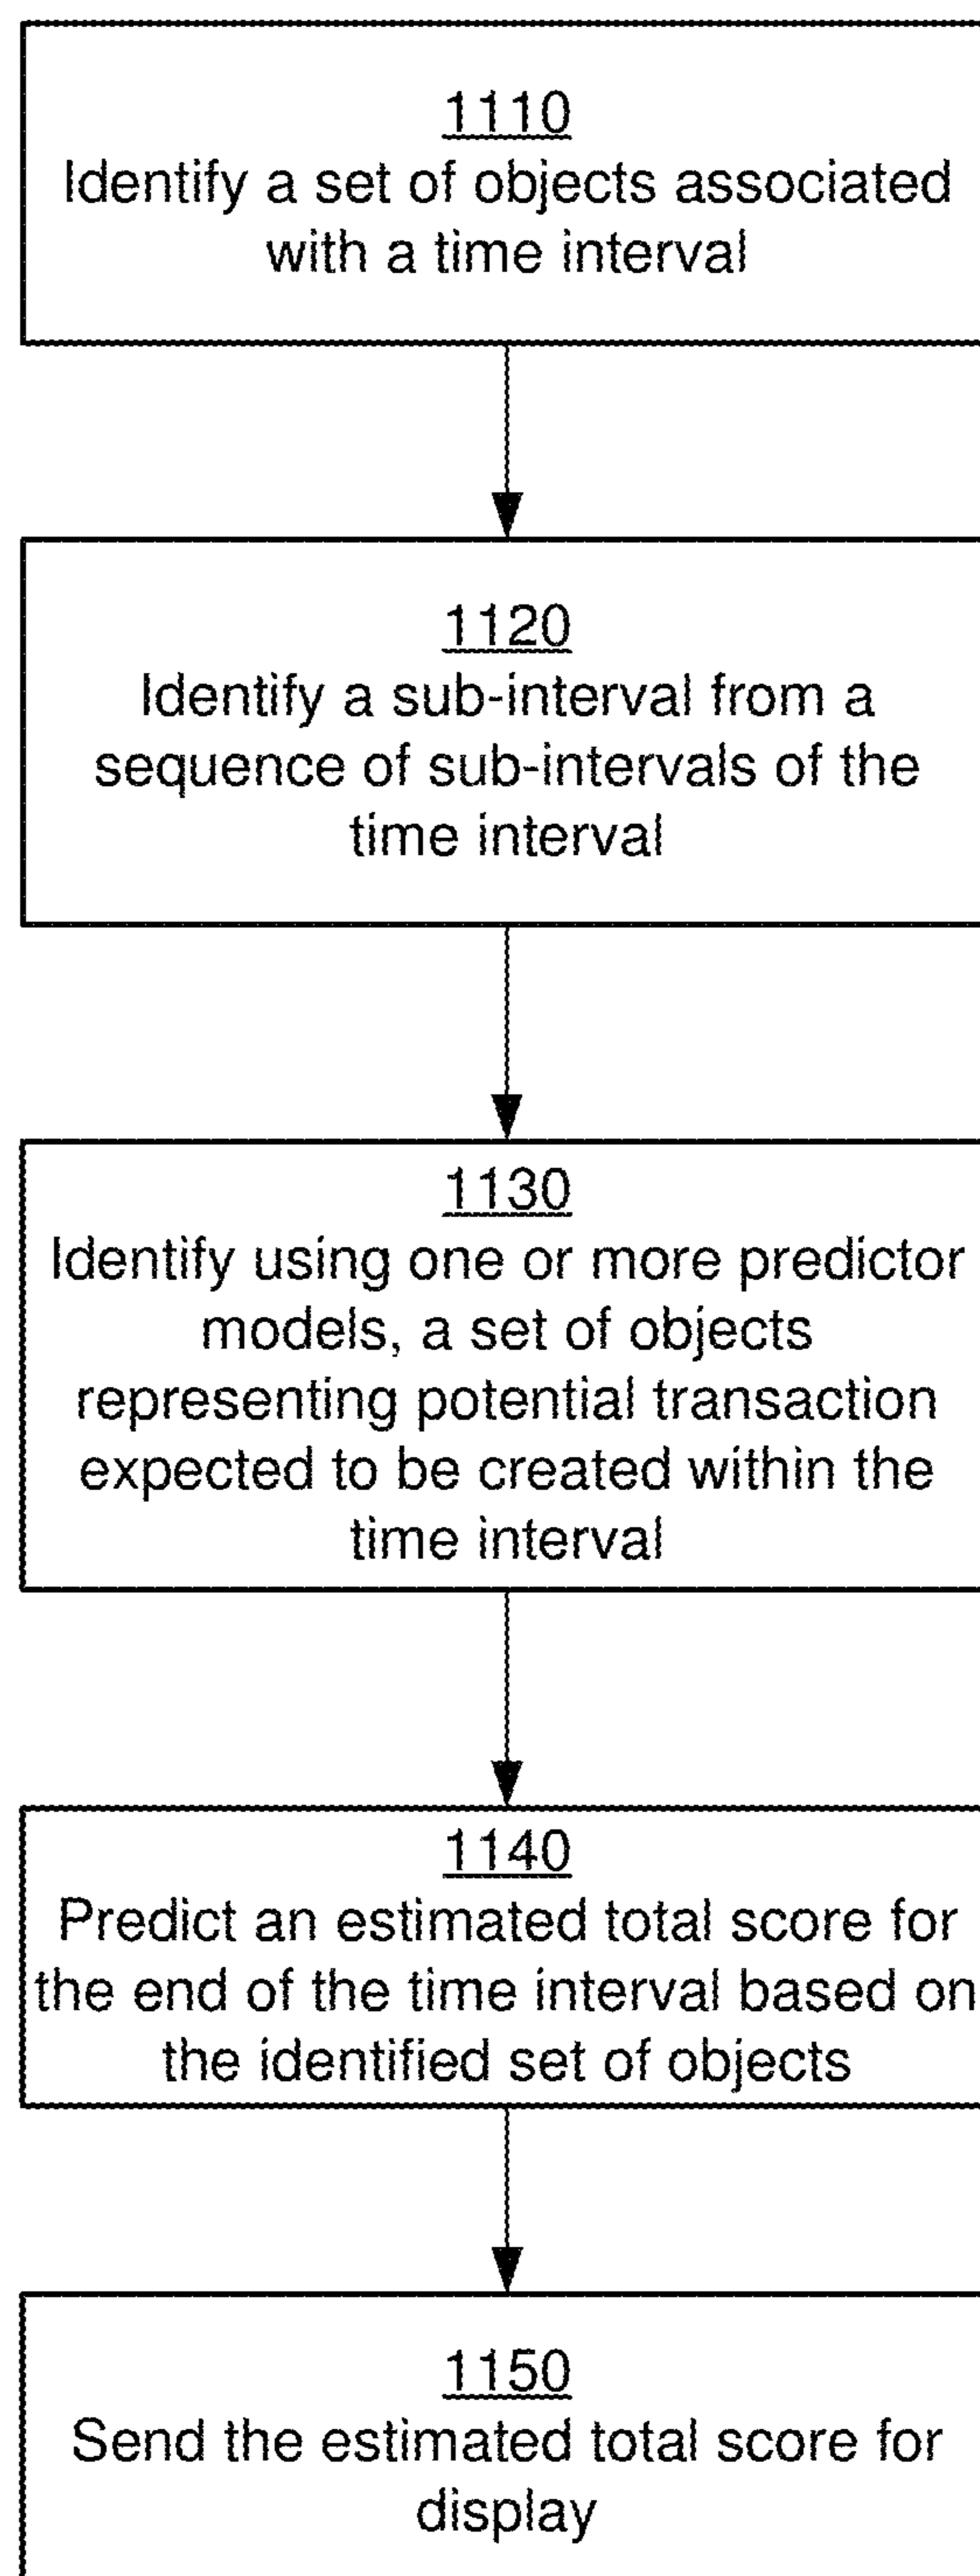 1110
Identify a set of objects associated
with a time interval
1120
Identify a sub-interval from a
sequence of sub-intervals of the
time interval
1130
Identify using one or more predictor
models, a set of objects
representing potential transaction
expected to be created within the
time interval
1140
Predict an estimated total score for
the end of the time interval based on
the identified set of objects
1150
Send the estimated total score for
display